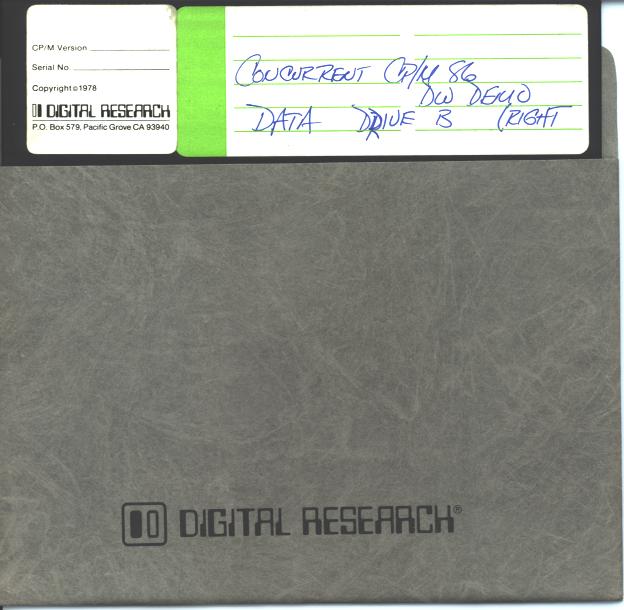 CP/M Version
Serial No.
Copyright © 1978
DIGITAL RESEARCH
P.O. Box 579, Pacific Grove CA 93940
CONCURRENT CP/M 86
DW DEMO
DATA DRIVE B (RIGHT
DIGITAL RESEARCH®